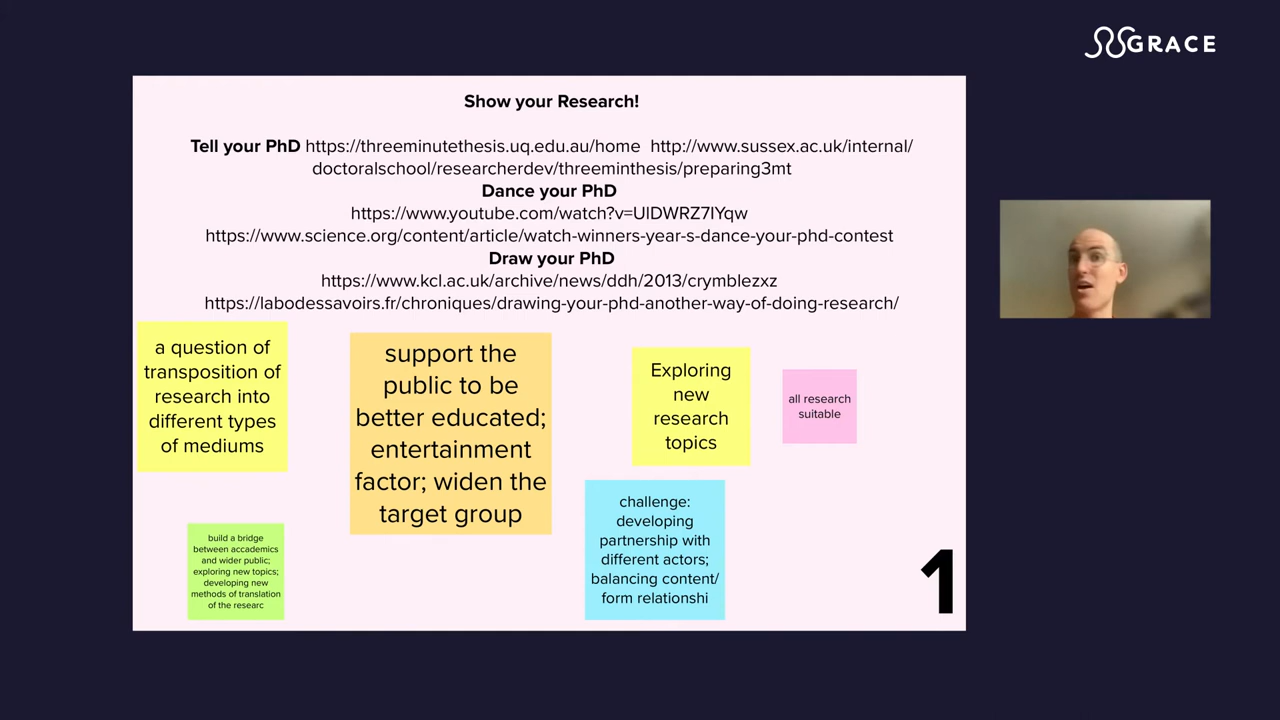 GRACE
Show your Research!
Tell your PhD https://threeminutethesis.uq.edu.au/home http://www.sussex.ac.uk/internal/
doctoralschool/researcherdev/threeminthesis/preparing3mt
Dance your PhD
https://www.youtube.com/watch?v=UlDWRZ7IYqw
https://www.science.org/content/article/watch-winners-year-s-dance-your-phd-contest
Draw your PhD
https://www.kcl.ac.uk/archive/news/ddh/2013/crymblezxz
https://labodessavoirs.fr/chroniques/drawing-your-phd-another-way-of-doing-research/
a question of
transposition of
research into
different types
of mediums
support the
public to be
better educated;
entertainment
factor; widen the
target group
Exploring
new
research
topics
all research
suitable
build a bridge
between accademics
and wider public;
exploring new topics;
developing new
methods of translation
of the researc
challenge:
developing
partnership with
different actors;
balancing content/
form relationshi
1